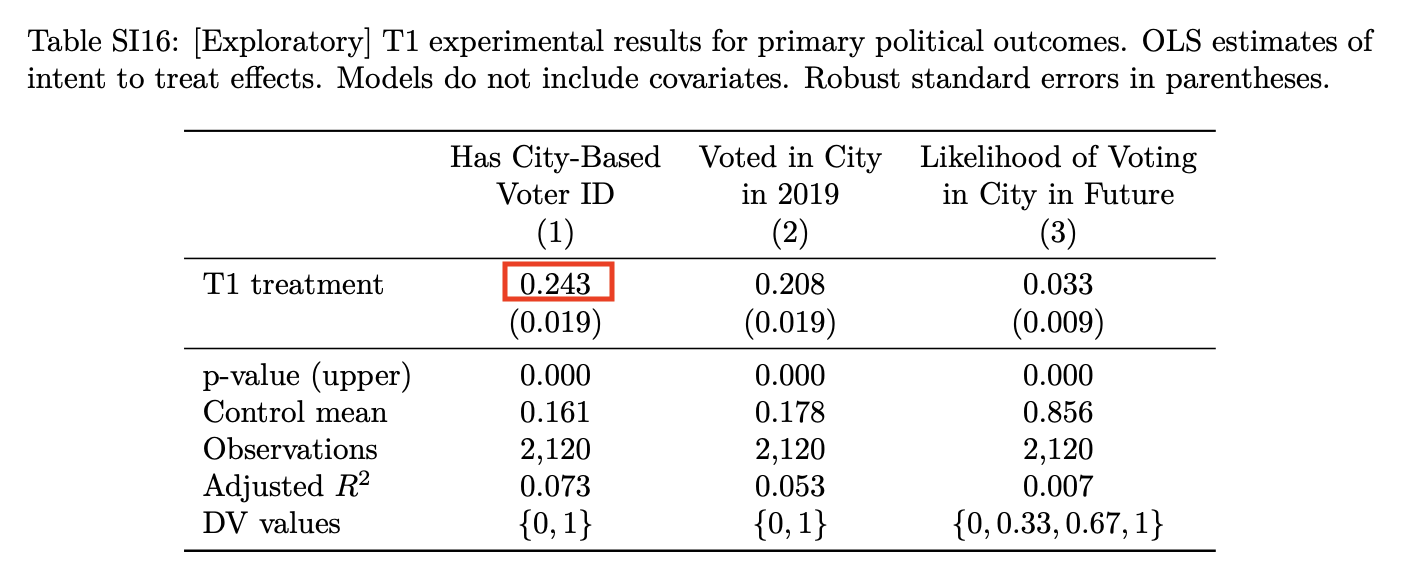 Table SI16: [Exploratory] T1 experimental results for primary political outcomes. OLS estimates of
intent to treat effects. Models do not include covariates. Robust standard errors in parentheses.
Has City-Based Voted in City Likelihood of Voting
Voter ID in 2019 in City in Future
(1) (2) (3)
T1 treatment 0.243 0.208 0.033
(0.019) (0.019) (0.009)
p-value (upper) 0.000 0.000 0.000
Control mean 0.161 0.178 0.856
Observations 2,120 2,120 2,120
Adjusted R² 0.073 0.053 0.007
DV values {0, 1} {0, 1} {0, 0.33, 0.67, 1}